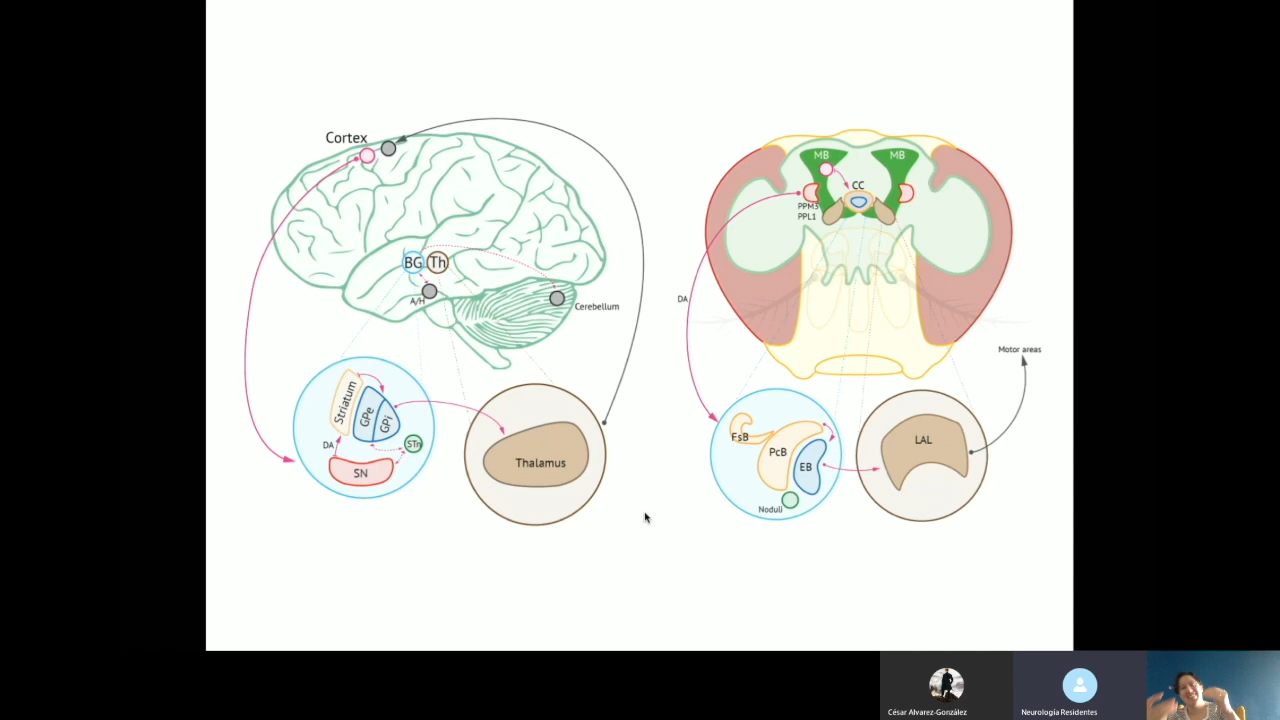 Cortex
BG
Th
A/H
Cerebellum
Striatum
GPe
GPi
STn
DA
SN
Thalamus
MB
MB
CC
PPM3
PPL1
DA
Motor areas
FsB
PcB
EB
Noduli
LAL
César Alvarez-González
Neurología Residentes